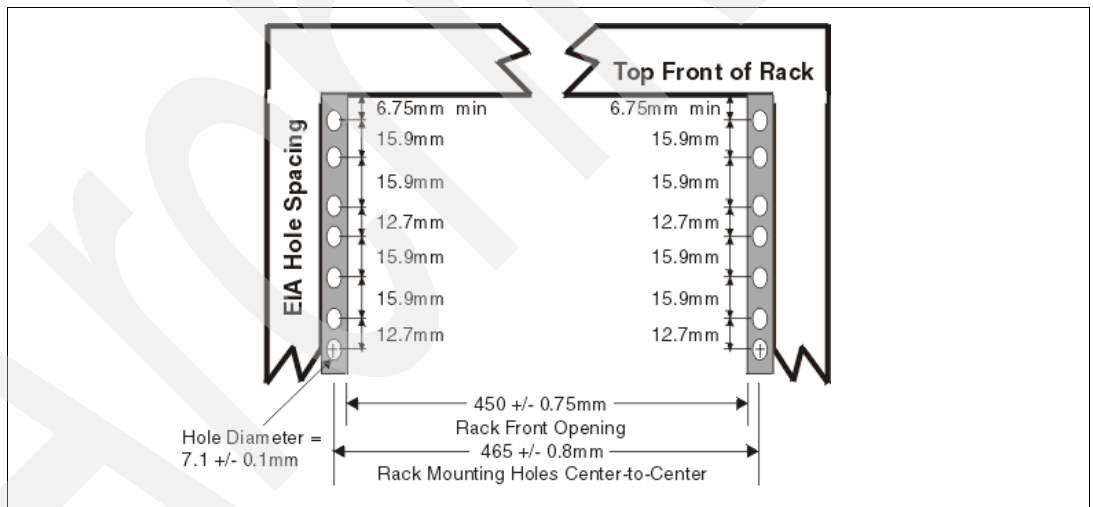 Top Front of Rack
EIA Hole Spacing
6.75mm min
6.75mm min
15.9mm
15.9mm
15.9mm
15.9mm
12.7mm
12.7mm
15.9mm
15.9mm
15.9mm
15.9mm
12.7mm
12.7mm
450 +/- 0.75mm
Rack Front Opening
Hole Diameter =
7.1 +/- 0.1mm
465 +/- 0.8mm
Rack Mounting Holes Center-to-Center